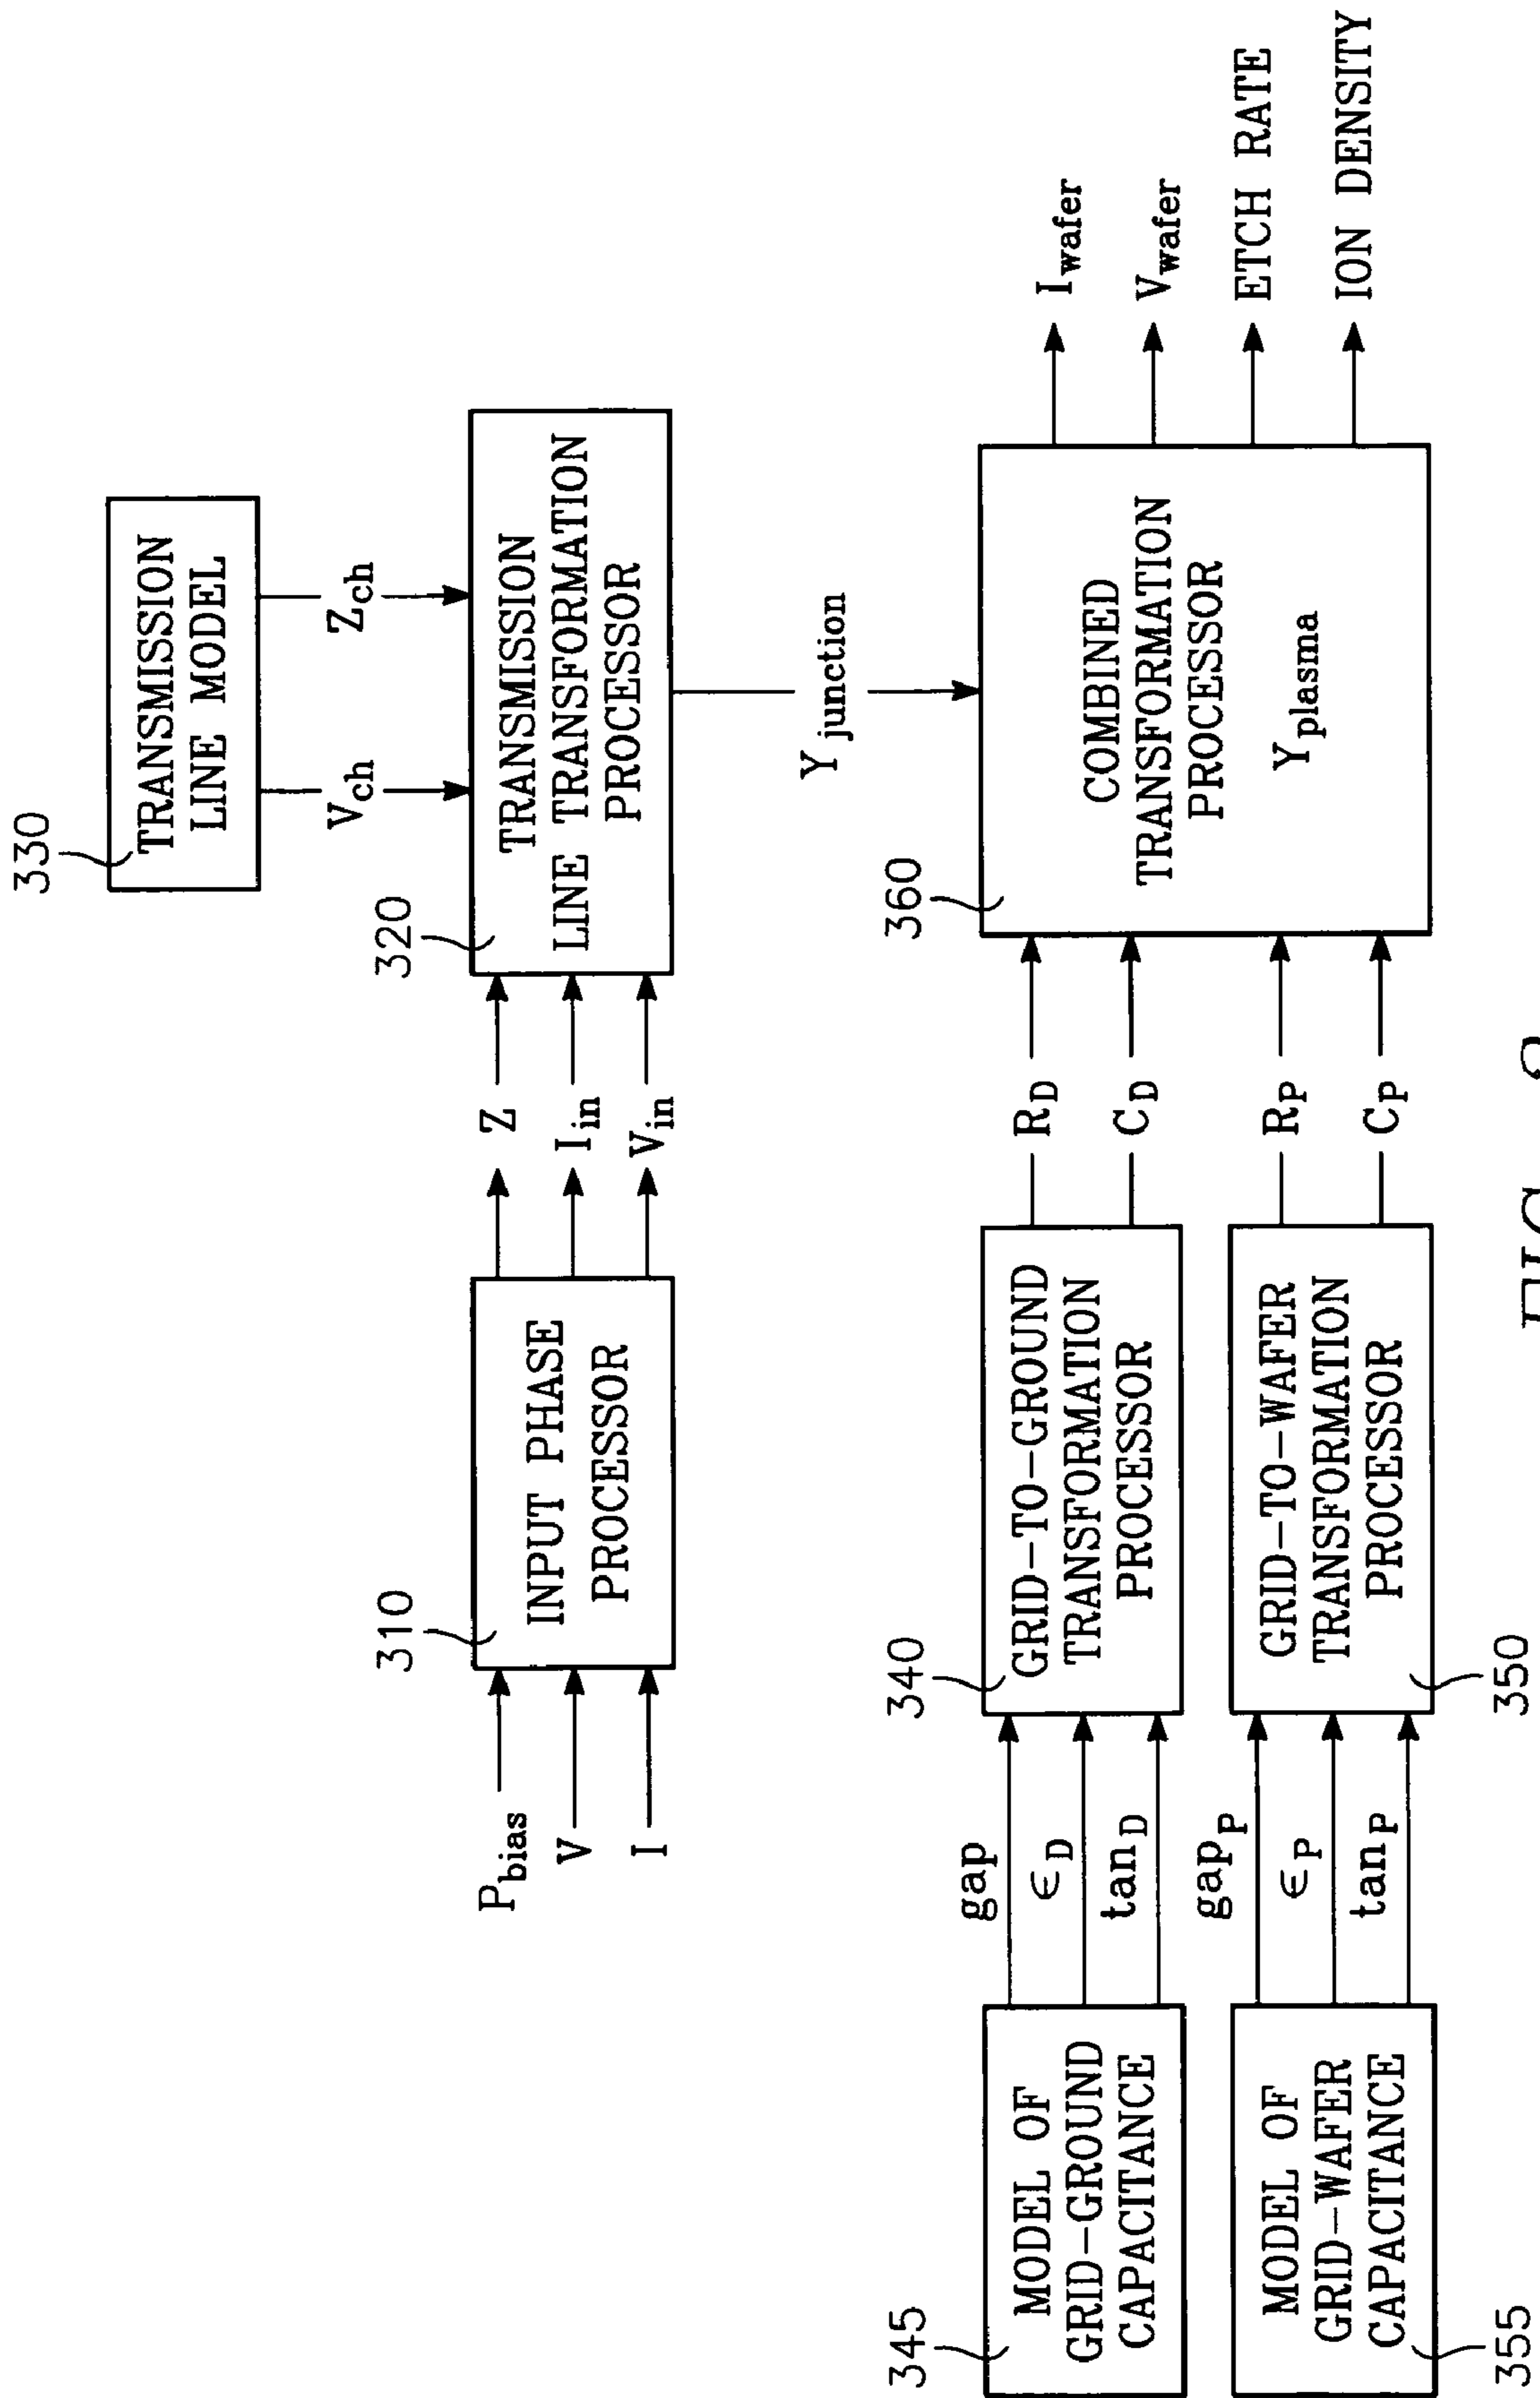 330
TRANSMISSION
LINE MODEL
V_ch
Z_ch
310
INPUT PHASE
PROCESSOR
P_bias
V
I
Z
I_in
V_in
320
TRANSMISSION
LINE TRANSFORMATION
PROCESSOR
Y_junction
345
MODEL OF
GRID-GROUND
CAPACITANCE
gap
ϵ_D
tan_D
340
GRID-TO-GROUND
TRANSFORMATION
PROCESSOR
R_D
C_D
355
MODEL OF
GRID-WAFER
CAPACITANCE
gap_P
ϵ_P
tan_P
350
GRID-TO-WAFER
TRANSFORMATION
PROCESSOR
R_P
C_P
360
COMBINED
TRANSFORMATION
PROCESSOR
Y_plasma
I_wafer
V_wafer
ETCH RATE
ION DENSITY
FIG.